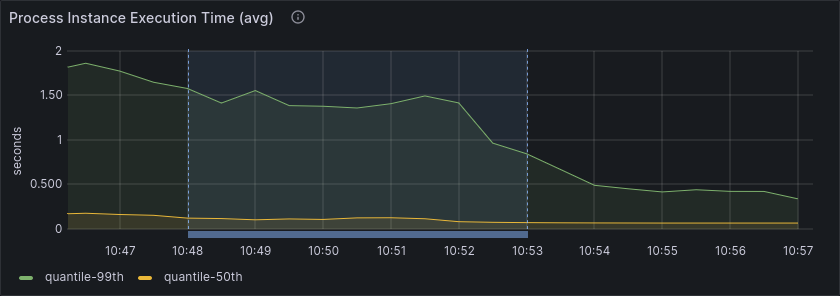 Process Instance Execution Time (avg)
2
1.50
1
0.500
0
seconds
10:47 10:48 10:49 10:50 10:51 10:52 10:53 10:54 10:55 10:56 10:57
quantile-99th quantile-50th